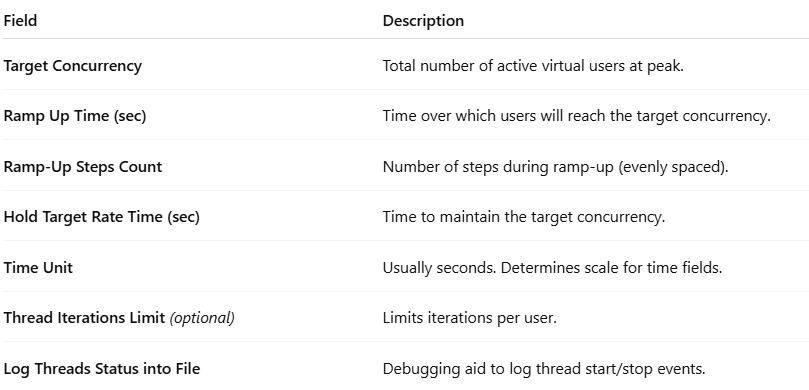 Field Description
Target Concurrency Total number of active virtual users at peak.
Ramp Up Time (sec) Time over which users will reach the target concurrency.
Ramp-Up Steps Count Number of steps during ramp-up (evenly spaced).
Hold Target Rate Time (sec) Time to maintain the target concurrency.
Time Unit Usually seconds. Determines scale for time fields.
Thread Iterations Limit (optional) Limits iterations per user.
Log Threads Status into File Debugging aid to log thread start/stop events.